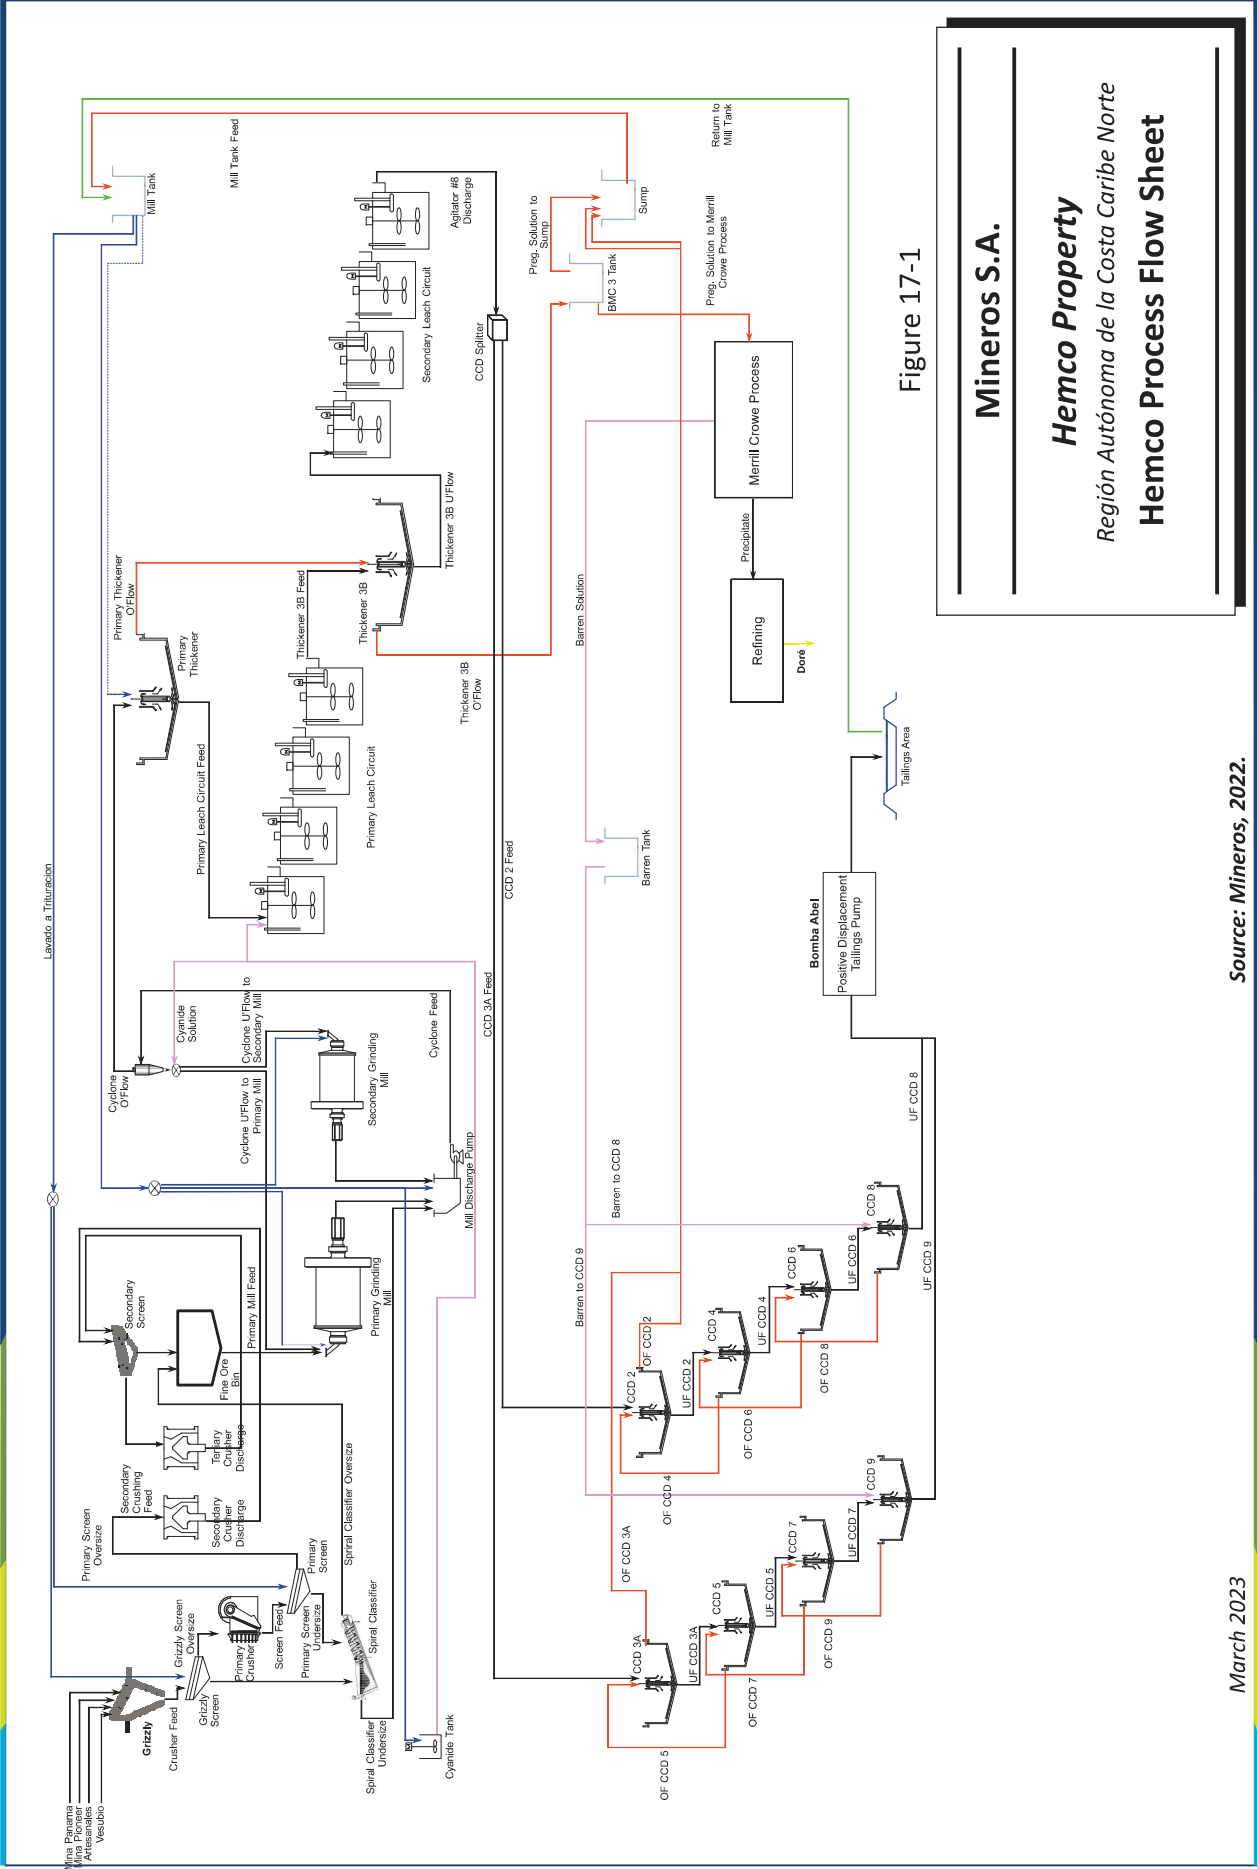 Mina Panama
Mina Pioneer
Artesanales
Vesubio
Grizzly
Crusher Feed
Grizzly
Screen
Grizzly Screen
Oversize
Primary
Crusher
Screen Feed
Primary Screen
Undersize
Primary
Screen
Primary Screen
Oversize
Secondary
Crushing
Feed
Secondary
Crusher
Discharge
Tertiary
Crusher
Discharge
Secondary
Screen
Fine Ore
Bin
Primary Mill Feed
Spriral Classifier Oversize
Spiral Classifier
Spiral Classifier
Undersize
Cyanide Tank
Lavado a Trituracion
Primary Grinding
Mill
Secondary Grinding
Mill
Mill Discharge Pump
Cyclone Feed
Cyclone
O'Flow
Cyanide
Solution
Cyclone U'Flow to
Secondary Mill
Cyclone U'Flow to
Primary Mill
Primary Leach Circuit Feed
Primary Leach Circuit
Primary
Thickener
Primary Thickener
O'Flow
Thickener 3B Feed
Thickener 3B
Thickener 3B U'Flow
Thickener 3B
O'Flow
Secondary Leach Circuit
Agitator #8
Discharge
Mill Tank
Mill Tank Feed
CCD Splitter
CCD 2 Feed
CCD 3A Feed
Preg. Solution to
Sump
BMC 3 Tank
Sump
Return to
Mill Tank
Preg. Solution to Merrill
Crowe Process
Merrill Crowe Process
Precipitate
Refining
Doré
Barren Solution
Barren Tank
Barren to CCD 8
Barren to CCD 9
Bomba Abel
Positive Displacement
Tailings Pump
Tailings Area
CCD 2
OF CCD 2
UF CCD 2
OF CCD 4
CCD 4
UF CCD 4
OF CCD 6
CCD 6
UF CCD 6
OF CCD 8
CCD 8
UF CCD 8
UF CCD 9
CCD 3A
OF CCD 3A
UF CCD 3A
OF CCD 5
CCD 5
UF CCD 5
OF CCD 7
CCD 7
UF CCD 7
OF CCD 9
CCD 9
Figure 17-1
Mineros S.A.
Hemco Property
Región Autónoma de la Costa Caribe Norte
Hemco Process Flow Sheet
March 2023
Source: Mineros, 2022.